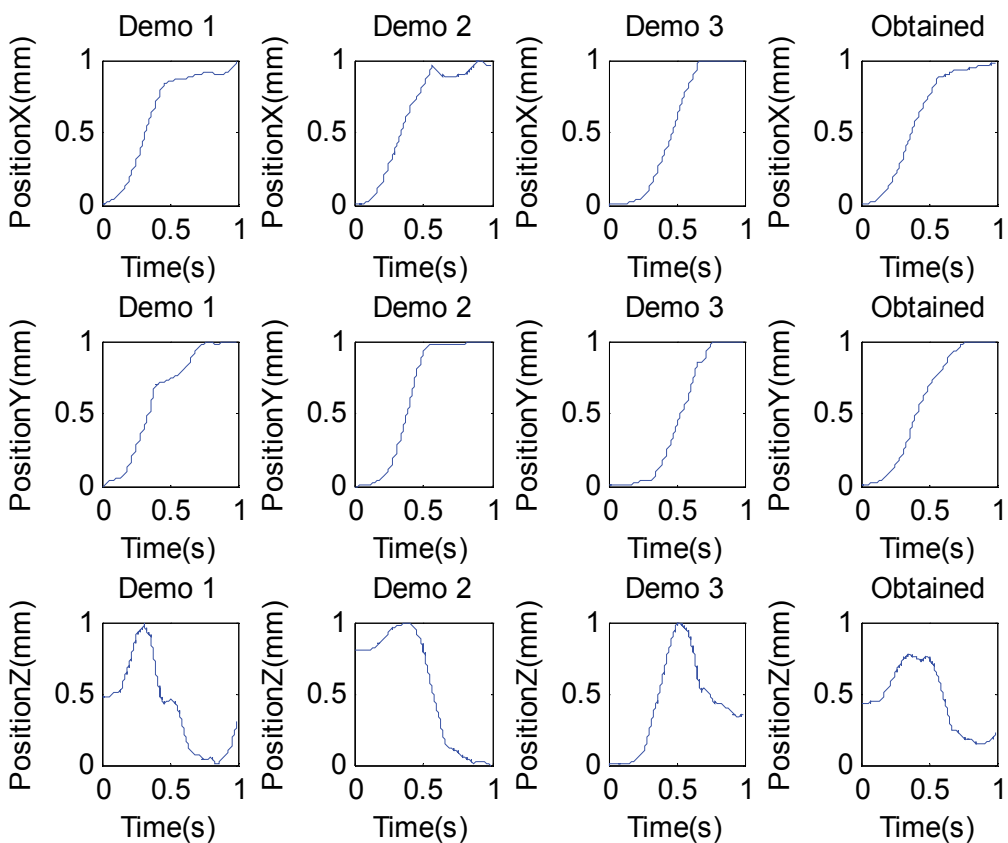 Demo 1
Demo 2
Demo 3
Obtained
PositionX(mm)
1
0.5
0
0 0.5 1
Time(s)
PositionX(mm)
1
0.5
0
0 0.5 1
Time(s)
PositionX(mm)
1
0.5
0
0 0.5 1
Time(s)
PositionX(mm)
1
0.5
0
0 0.5 1
Time(s)
Demo 1
Demo 2
Demo 3
Obtained
PositionY(mm)
1
0.5
0
0 0.5 1
Time(s)
PositionY(mm)
1
0.5
0
0 0.5 1
Time(s)
PositionY(mm)
1
0.5
0
0 0.5 1
Time(s)
PositionY(mm)
1
0.5
0
0 0.5 1
Time(s)
Demo 1
Demo 2
Demo 3
Obtained
PositionZ(mm)
1
0.5
0
0 0.5 1
Time(s)
PositionZ(mm)
1
0.5
0
0 0.5 1
Time(s)
PositionZ(mm)
1
0.5
0
0 0.5 1
Time(s)
PositionZ(mm)
1
0.5
0
0 0.5 1
Time(s)